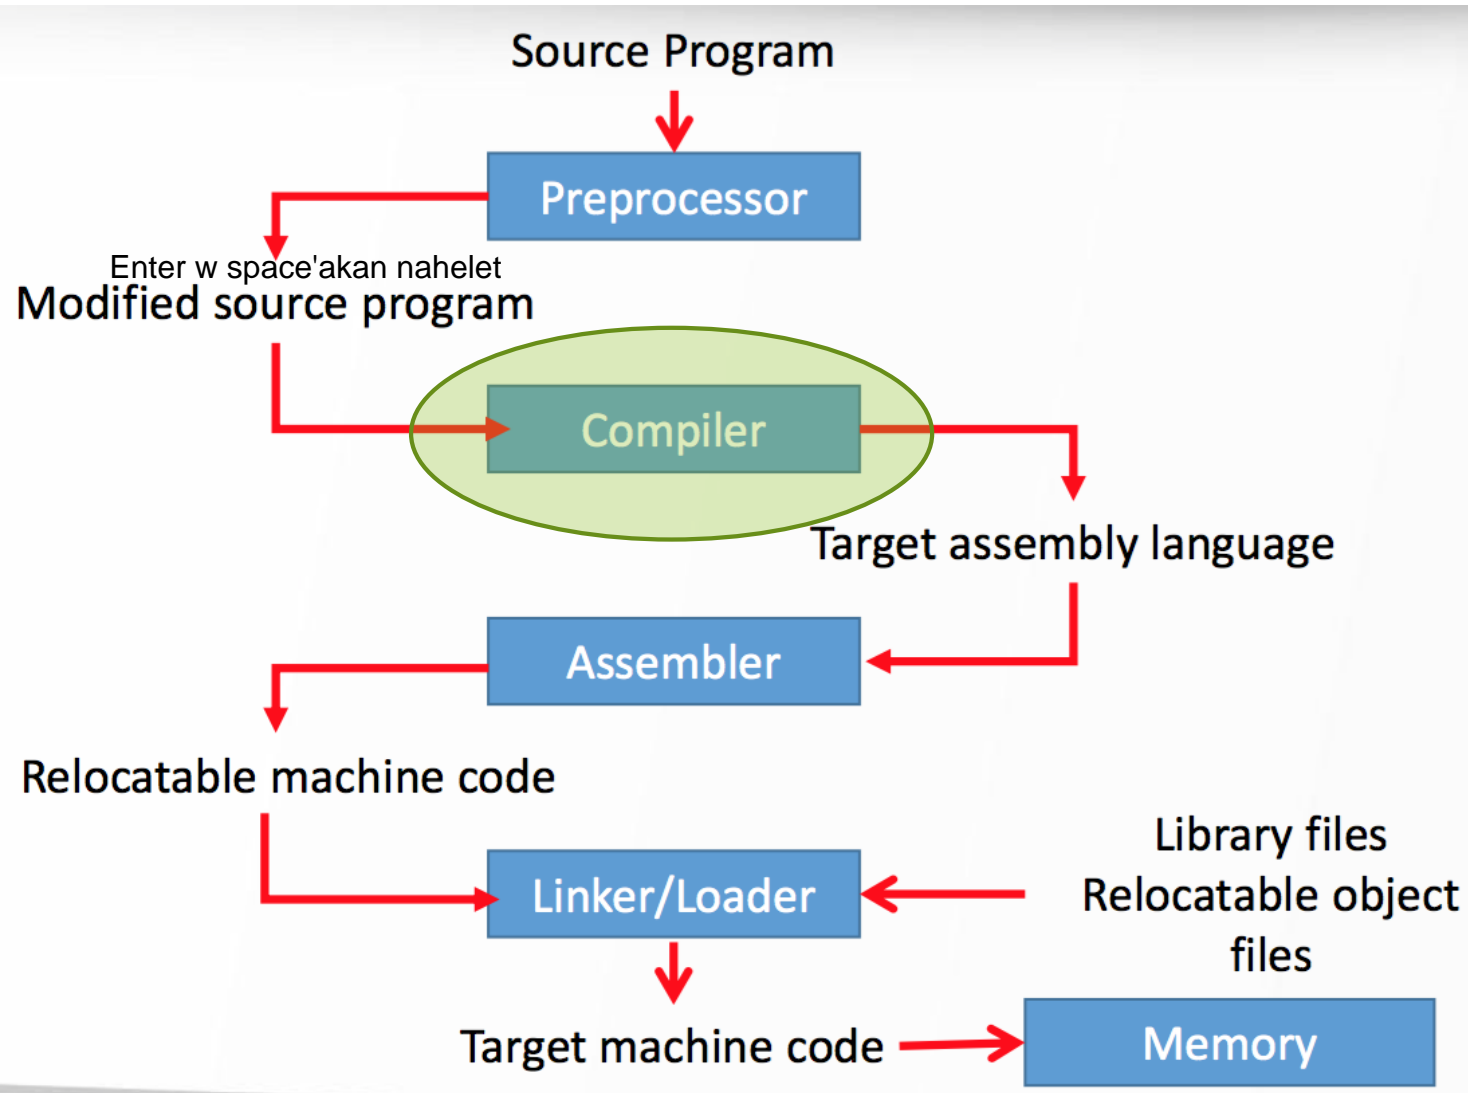 Source Program
Preprocessor
Enter w space'akan nahelet
Modified source program
Compiler
Target assembly language
Assembler
Relocatable machine code
Linker/Loader
Library files
Relocatable object
files
Target machine code
Memory